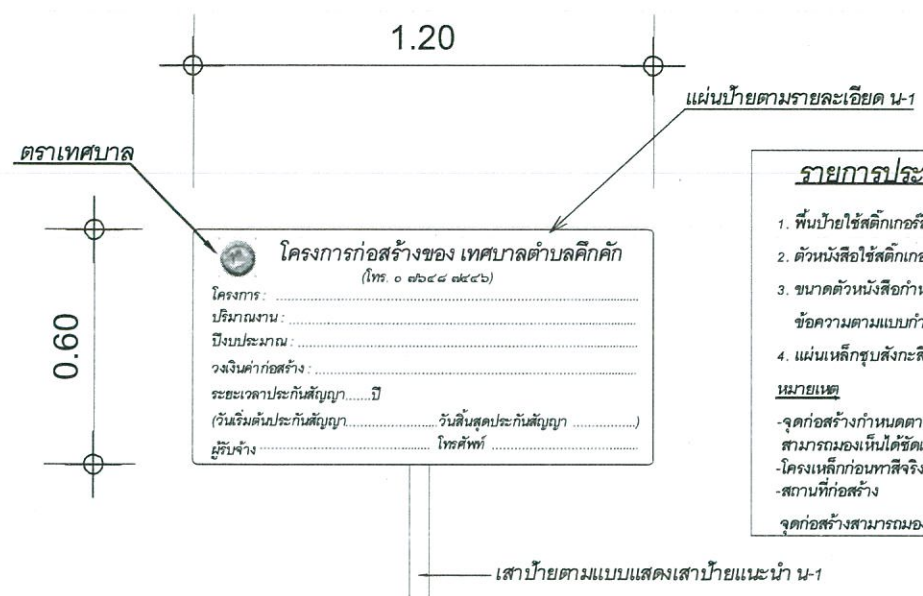 1.20
แผ่นป้ายตามรายละเอียด น-1
ตราเทศบาล
0.60
โครงการก่อสร้างของ เทศบาลตำบลคึกคัก
(โทร. ๐ ๗๖๔๘ ๗๔๔๖)
โครงการ :
ปริมาณงาน :
ปีงบประมาณ :
วงเงินค่าก่อสร้าง :
ระยะเวลาประกันสัญญา.......ปี
(วันเริ่มต้นประกันสัญญา........................วันสิ้นสุดประกันสัญญา ................)
ผู้รับจ้าง ................ โทรศัพท์ ................
เสาป้ายตามแบบแสดงเสาป้ายแนะนำ น-1
รายการประ
1. พื้นป้ายใช้สติ๊กเกอร์
2. ตัวหนังสือใช้สติ๊กเกอ
3. ขนาดตัวหนังสือกำห
ข้อความตามแบบกำ
4. แผ่นเหล็กชุบสังกะสี
หมายเหตุ
-จุดก่อสร้างกำหนดตา
สามารถมองเห็นได้ชัดเ
-โครงเหล็กก่อนทาสีจริง
-สถานที่ก่อสร้าง
จุดก่อสร้างสามารถมอง